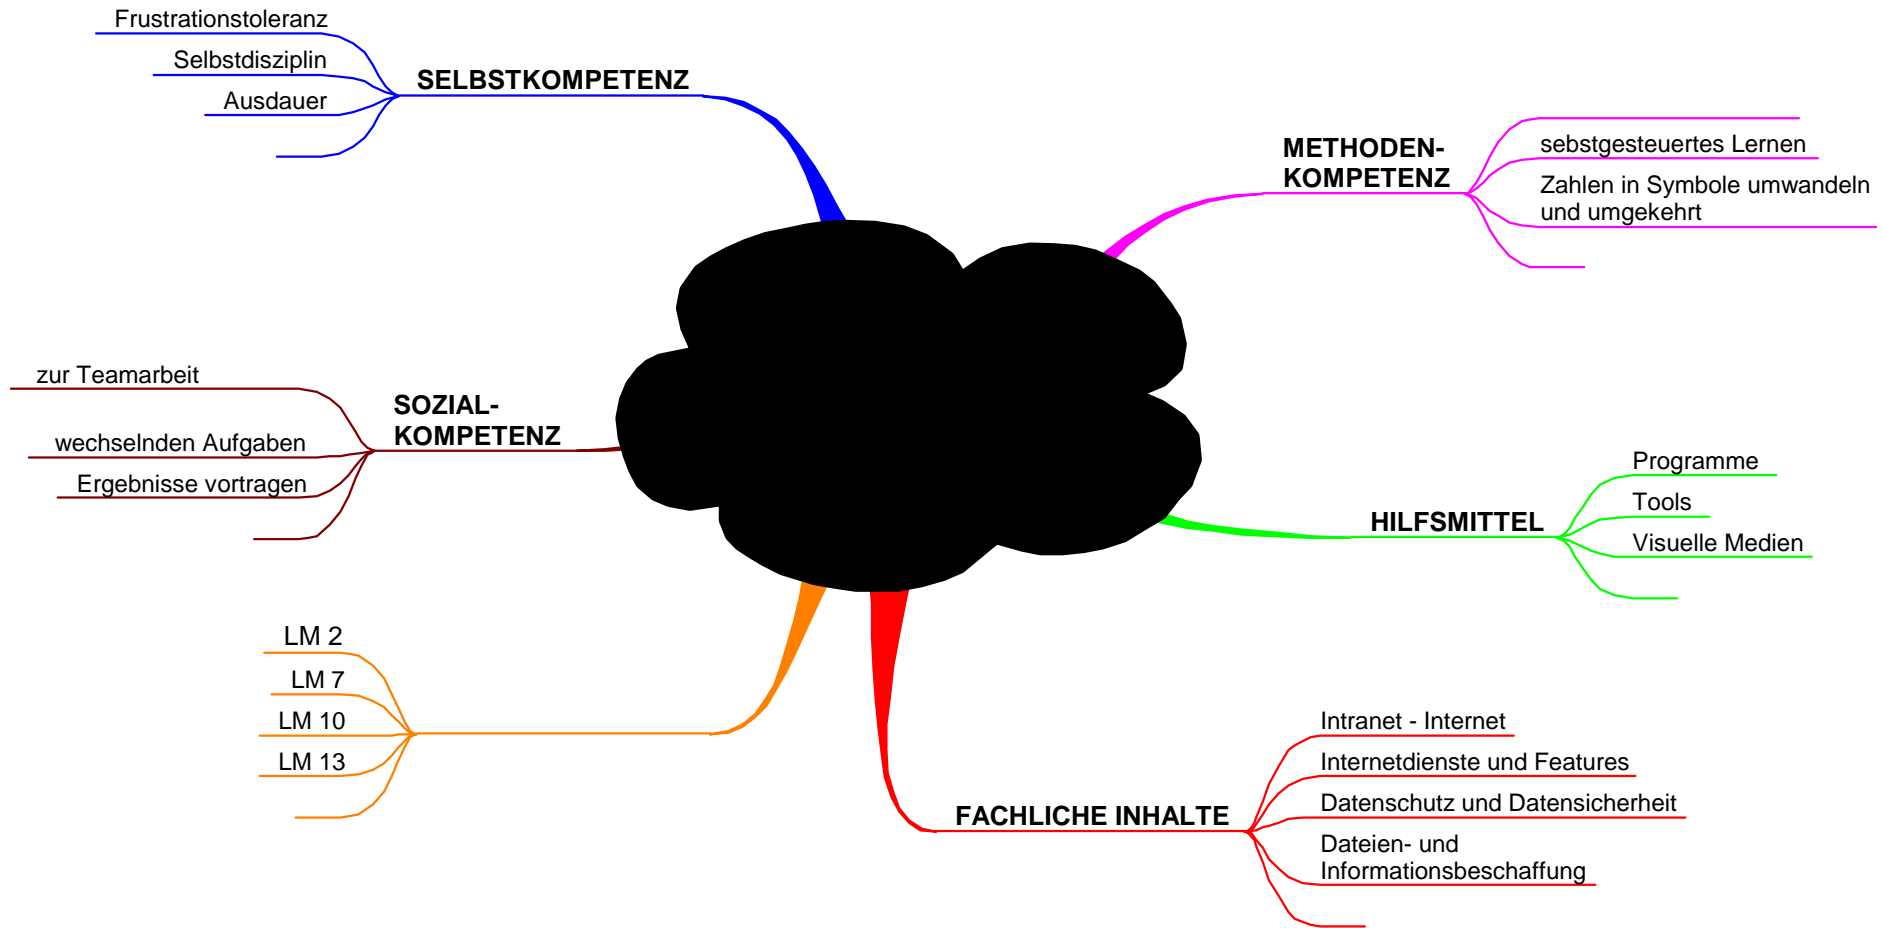 Frustrationstoleranz
Selbstdisziplin
Ausdauer
SELBSTKOMPETENZ
METHODEN-
KOMPETENZ
sebstgesteuertes Lernen
Zahlen in Symbole umwandeln
und umgekehrt
zur Teamarbeit
wechselnden Aufgaben
Ergebnisse vortragen
SOZIAL-
KOMPETENZ
HILFSMITTEL
Programme
Tools
Visuelle Medien
LM 2
LM 7
LM 10
LM 13
FACHLICHE INHALTE
Intranet - Internet
Internetdienste und Features
Datenschutz und Datensicherheit
Dateien- und
Informationsbeschaffung